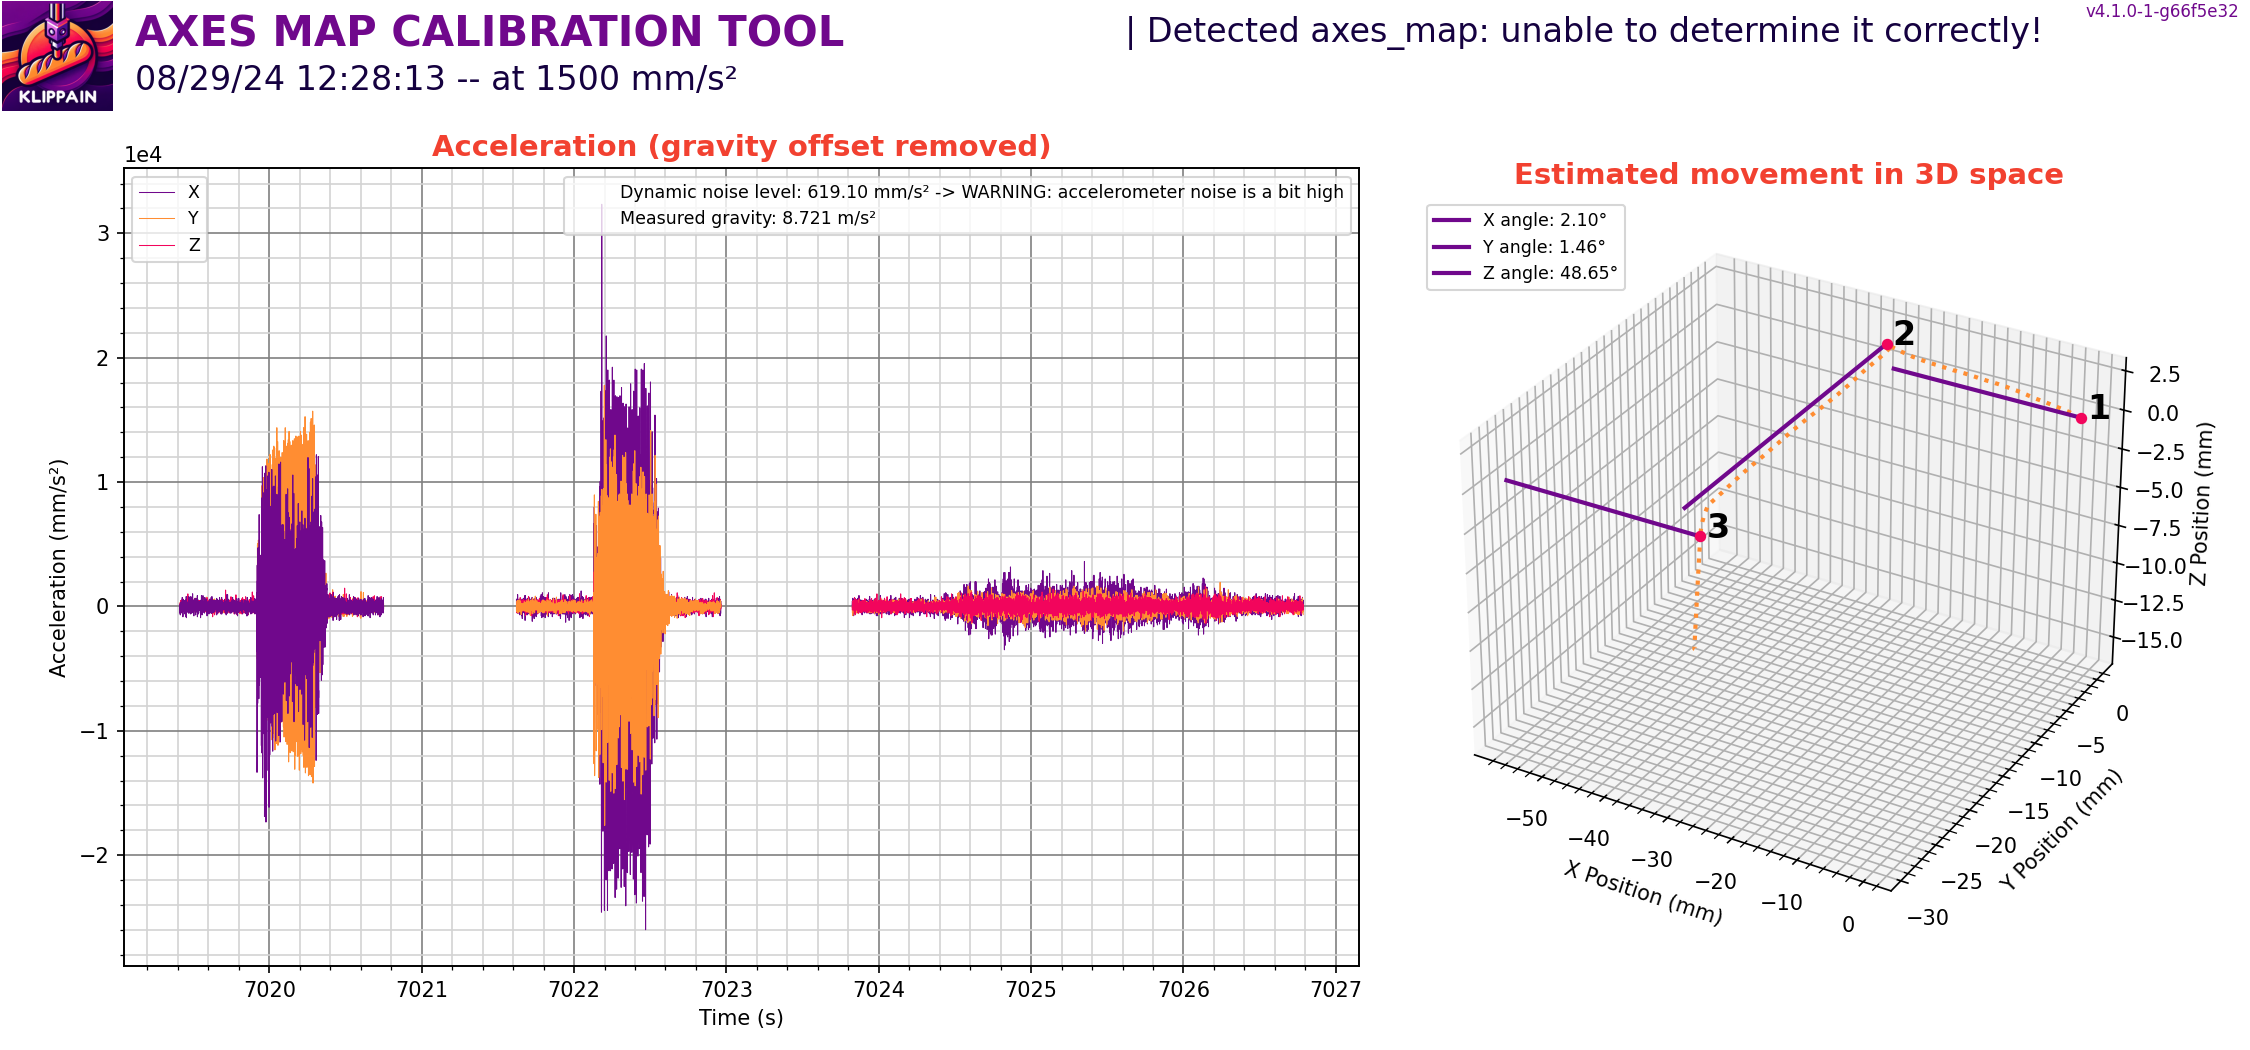 KLIPPAIN
AXES MAP CALIBRATION TOOL
08/29/24 12:28:13 -- at 1500 mm/s²
| Detected axes_map: unable to determine it correctly!
v4.1.0-1-g66f5e32
Acceleration (gravity offset removed)
1e4
X
Y
Z
Dynamic noise level: 619.10 mm/s² -> WARNING: accelerometer noise is a bit high
Measured gravity: 8.721 m/s²
Acceleration (mm/s²)
3
2
1
0
−1
−2
7020
7021
7022
7023
7024
7025
7026
7027
Time (s)
Estimated movement in 3D space
X angle: 2.10°
Y angle: 1.46°
Z angle: 48.65°
1
2
3
2.5
0.0
−2.5
−5.0
−7.5
−10.0
−12.5
−15.0
Z Position (mm)
0
−5
−10
−15
−20
−25
−30
Y Position (mm)
−50
−40
−30
−20
−10
0
X Position (mm)